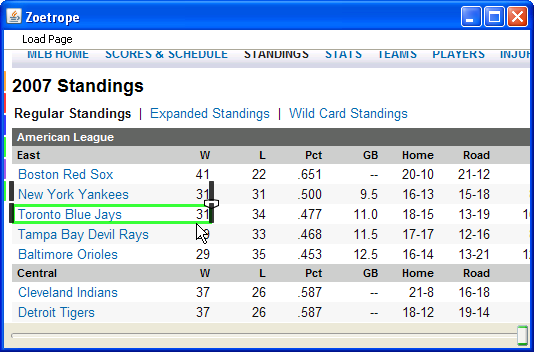 Zoetrope
Load Page
MLB HOME SCORES & SCHEDULE STANDINGS STATS TEAMS PLAYERS INJUR
2007 Standings
Regular Standings | Expanded Standings | Wild Card Standings
American League
East W L Pct GB Home Road
Boston Red Sox 41 22 .651 -- 20-10 21-12
New York Yankees 31 31 .500 9.5 16-13 15-18
Toronto Blue Jays 31 34 .477 11.0 18-15 13-19
Tampa Bay Devil Rays 33 .468 11.5 17-17 12-16
Baltimore Orioles 29 35 .453 12.5 16-14 13-21
Central W L Pct GB Home Road
Cleveland Indians 37 26 .587 -- 21-8 16-18
Detroit Tigers 37 26 .587 -- 18-12 19-14